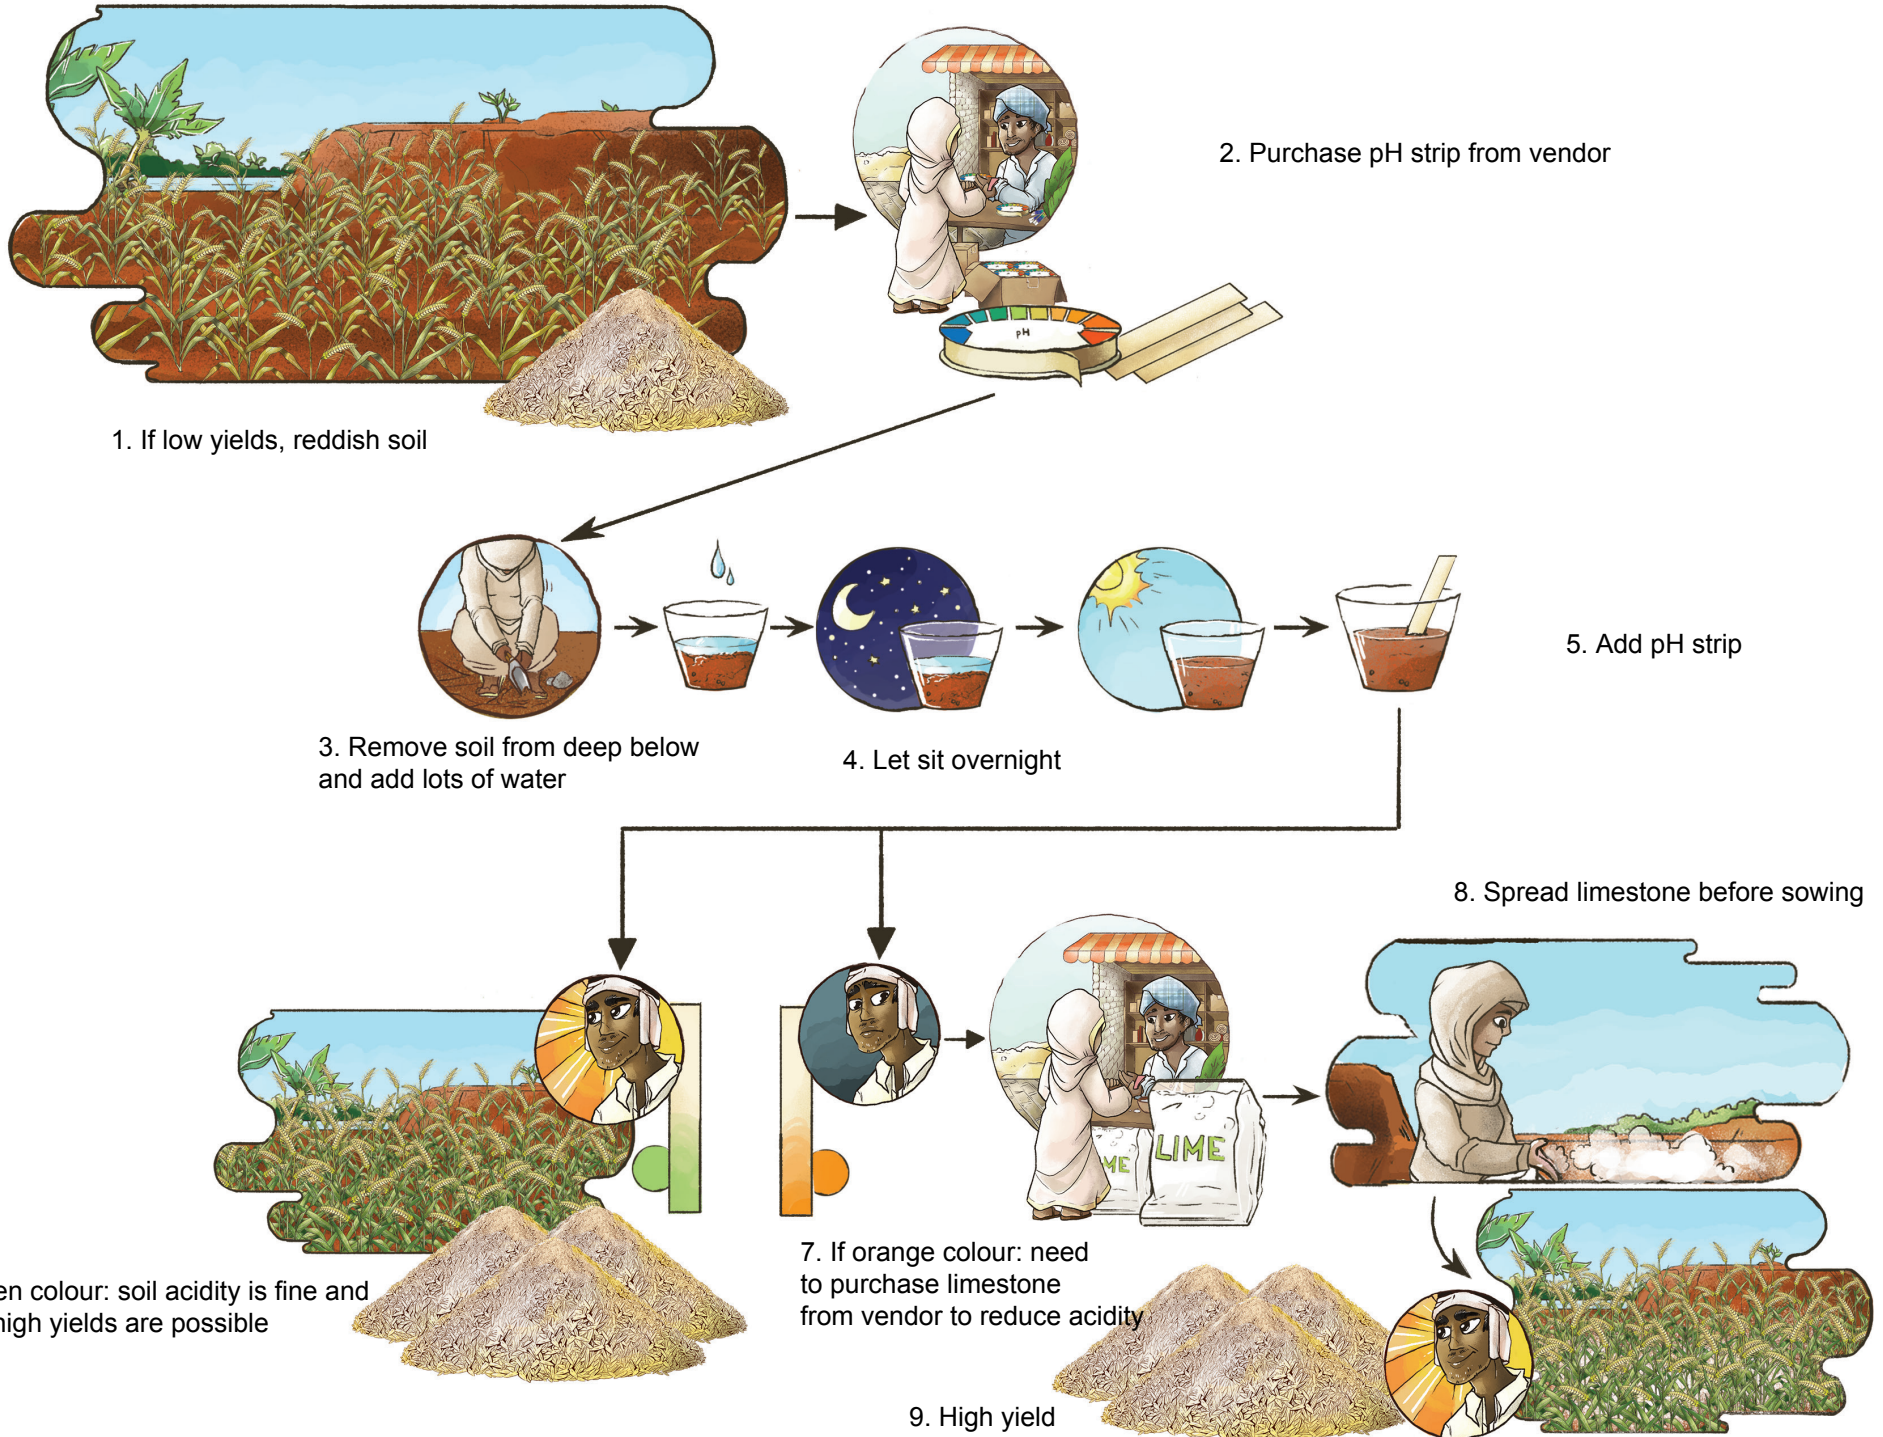 2. Purchase pH strip from vendor
pH
1. If low yields, reddish soil
5. Add pH strip
3. Remove soil from deep below
and add lots of water
4. Let sit overnight
8. Spread limestone before sowing
LIME
ME
7. If orange colour: need
to purchase limestone
from vendor to reduce acidity
en colour: soil acidity is fine and
high yields are possible
9. High yield